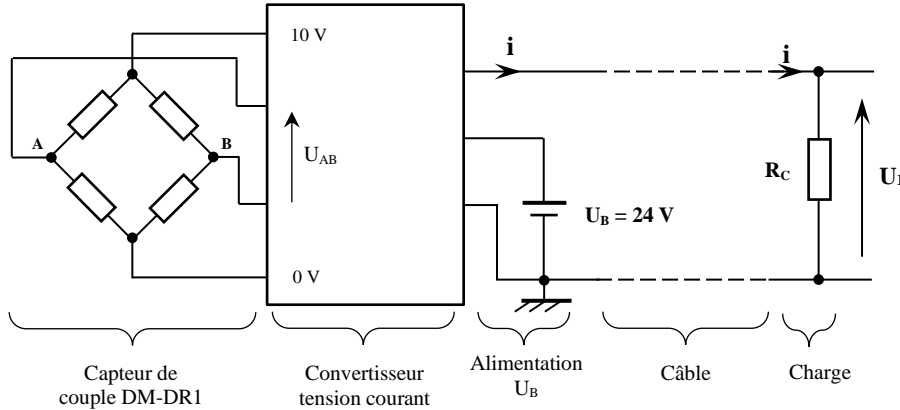 10 V
i
i
A
B
U_AB
R_C
U_B = 24 V
0 V
Capteur de
couple DM-DR1
Convertisseur
tension courant
Alimentation
U_B
Câble
Charge